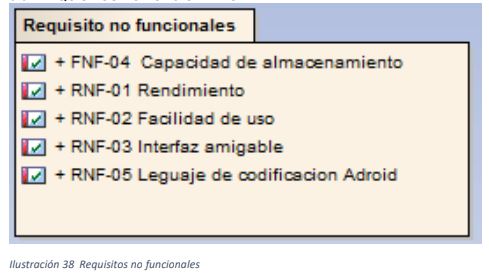 Requisito no funcionales
+ FNF-04 Capacidad de almacenamiento
+ RNF-01 Rendimiento
+ RNF-02 Facilidad de uso
+ RNF-03 Interfaz amigable
+ RNF-05 Leguaje de codificacion Adroid
Ilustración 38 Requisitos no funcionales